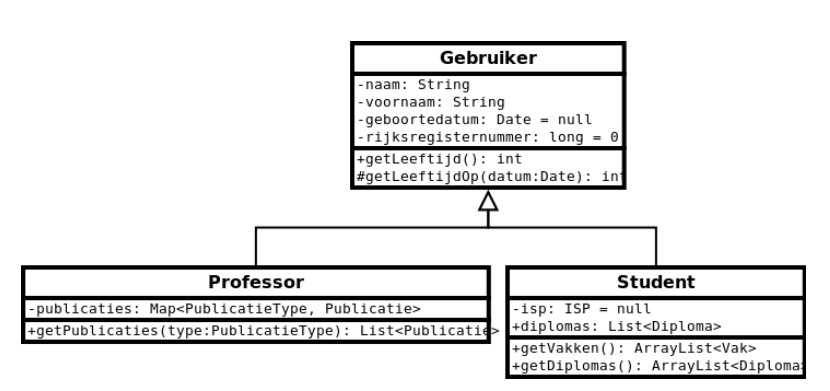 Gebruiker
-naam: String
-voornaam: String
-geboortedatum: Date = null
-rijksregisternummer: long = 0
+getLeeftijd(): int
#getLeeftijdOp(datum:Date): int
Professor
-publicaties: Map<PublicatieType, Publicatie>
+getPublicaties(type:PublicatieType): List<Publicatie>
Student
-isp: ISP = null
+diplomas: List<Diploma>
+getVakken(): ArrayList<Vak>
+getDiplomas(): ArrayList<Diploma>